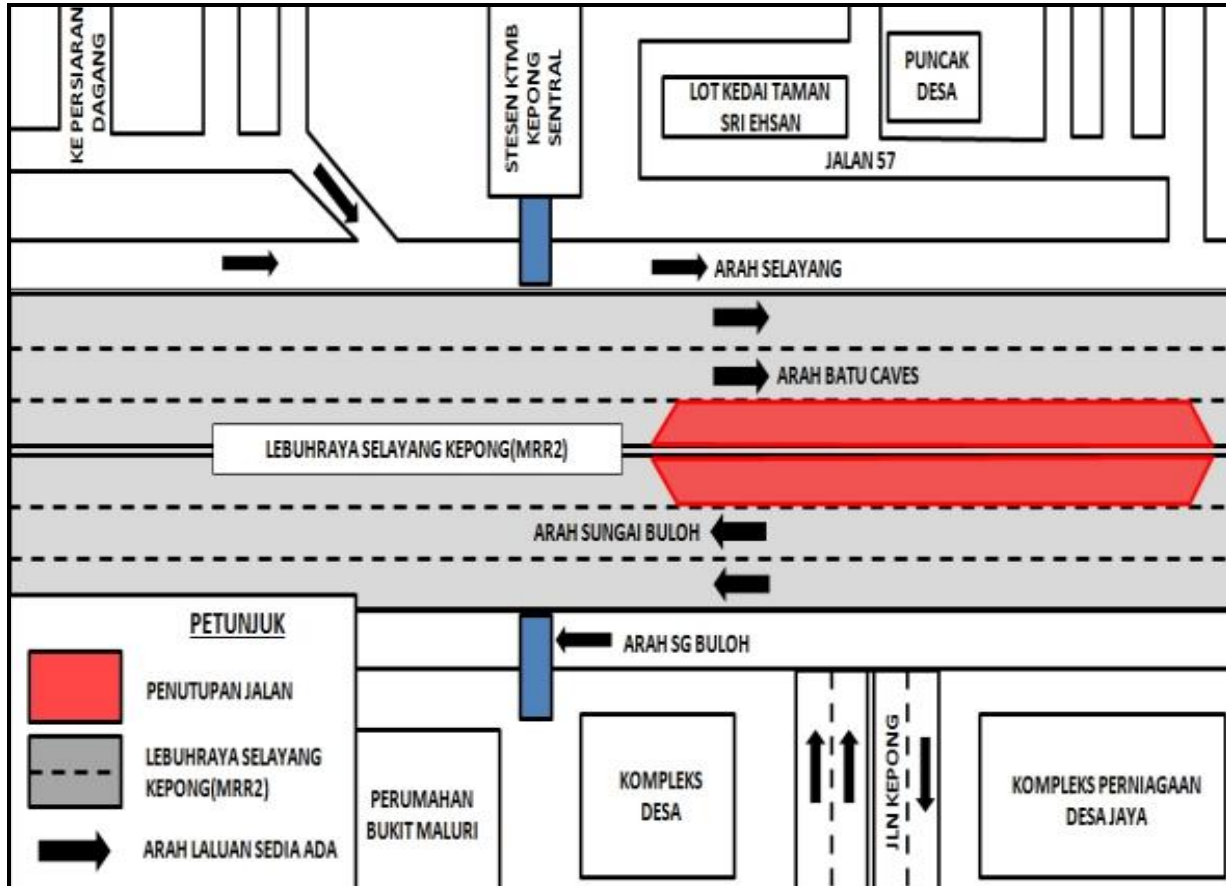 KE PERSIARAN
DAGANG
STESEN KTMB
KEPONG
SENTRAL
LOT KEDAI TAMAN
SRI EHSAN
PUNCAK
DESA
JALAN 57
ARAH SELAYANG
ARAH BATU CAVES
LEBUHRAYA SELAYANG KEPONG(MRR2)
ARAH SUNGAI BULOH
ARAH SG BULOH
PETUNJUK
PENUTUPAN JALAN
LEBUHRAYA SELAYANG
KEPONG(MRR2)
ARAH LALUAN SEDIA ADA
PERUMAHAN
BUKIT MALURI
KOMPLEKS
DESA
JLN KEPONG
KOMPLEKS PERNIAGAAN
DESA JAYA